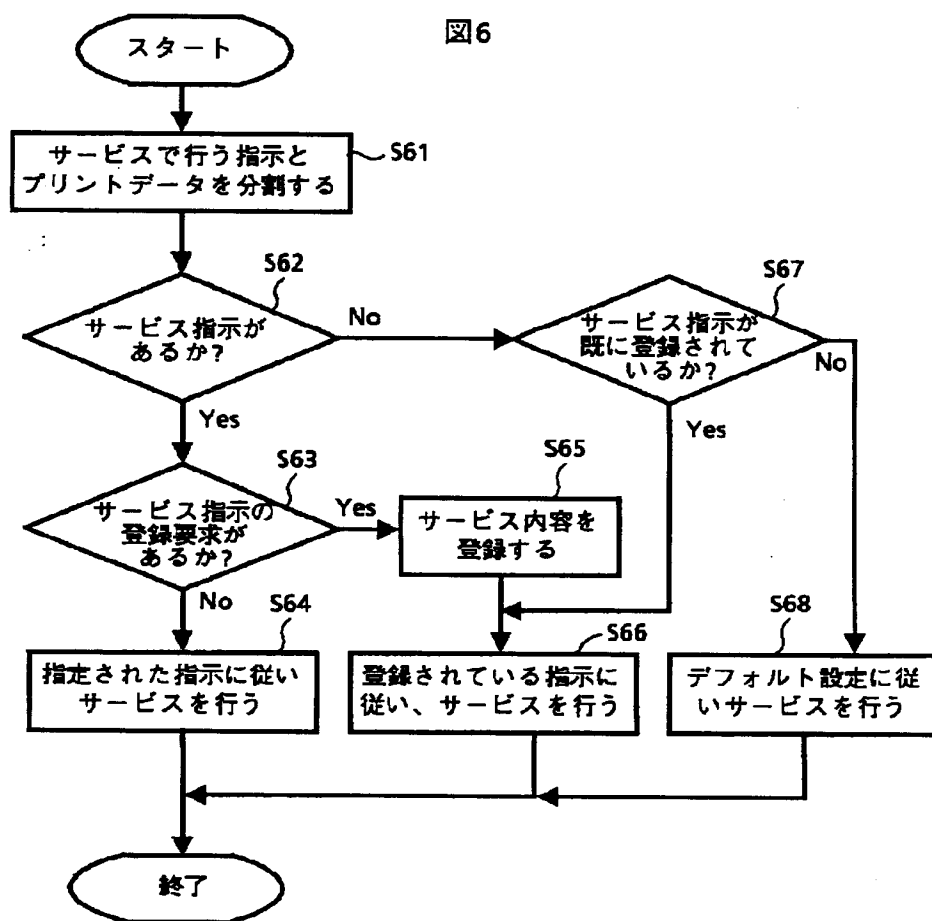 図6
スタート
サービスで行う指示と
プリントデータを分割する
S61
S62
サービス指示が
あるか?
No
Yes
S67
サービス指示が
既に登録されて
いるか?
No
Yes
S63
サービス指示の
登録要求が
あるか?
Yes
No
S65
サービス内容を
登録する
S64
指定された指示に従い
サービスを行う
S66
登録されている指示に
従い、サービスを行う
S68
デフォルト設定に従
いサービスを行う
終了